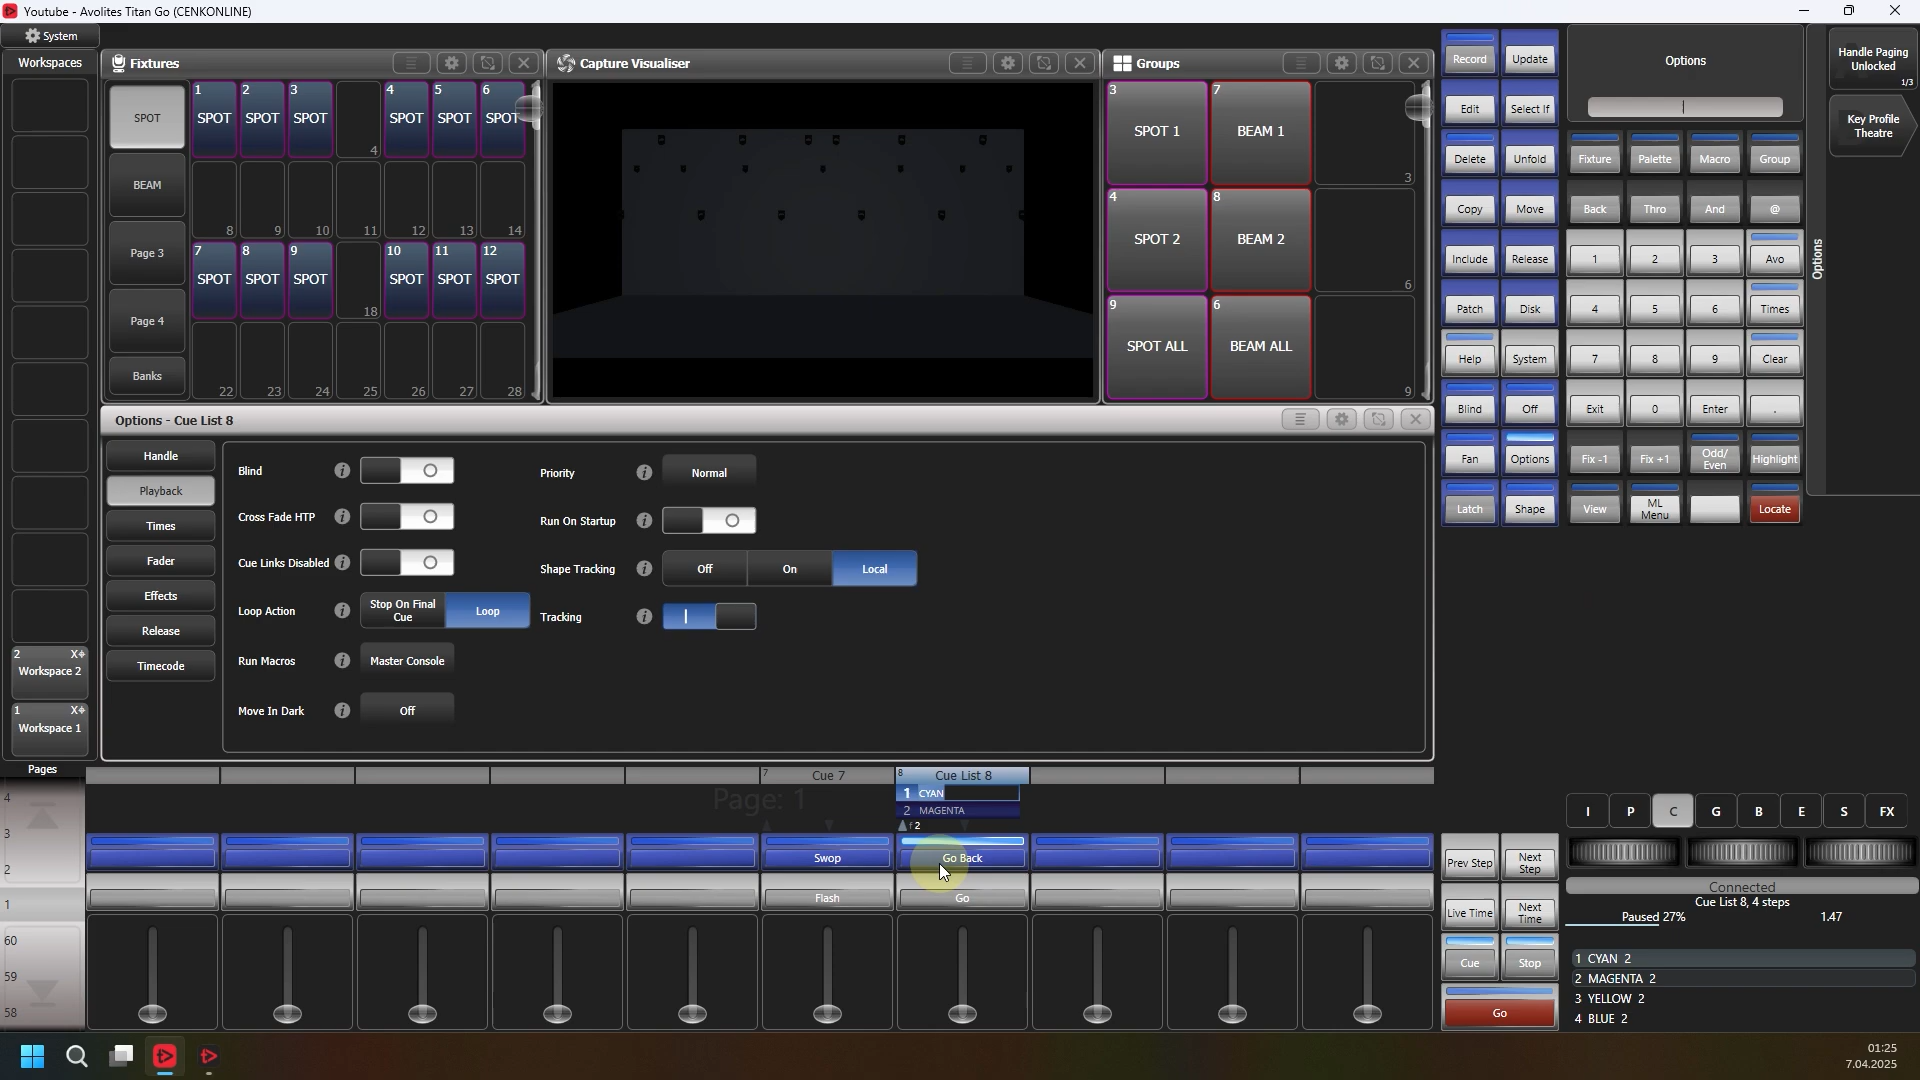 Youtube - Avolites Titan Go (CENKONLINE)
System
Workspaces
Fixtures
SPOT
BEAM
Page 3
Page 4
Banks
1
SPOT
2
SPOT
3
SPOT
4
4
SPOT
5
SPOT
6
SPOT
8
9
10
11
12
13
14
7
SPOT
8
SPOT
9
SPOT
18
10
SPOT
11
SPOT
12
SPOT
22
23
24
25
26
27
28
Capture Visualiser
Groups
3
SPOT 1
7
BEAM 1
3
4
SPOT 2
8
BEAM 2
6
9
SPOT ALL
6
BEAM ALL
9
Options - Cue List 8
Handle
Playback
Times
Fader
Effects
Release
Timecode
Blind
Cross Fade HTP
Cue Links Disabled
Loop Action
Stop On Final
Cue
Loop
Run Macros
Master Console
Move In Dark
Off
Priority
Normal
Run On Startup
Shape Tracking
Off
On
Local
Tracking
2
Workspace 2
1
Workspace 1
Pages
4
3
2
1
60
59
58
Page: 1
7
Cue 7
8
Cue List 8
1 CYAN
2 MAGENTA
f 2
Swop
Flash
Go Back
Go
Record
Update
Edit
Select If
Delete
Unfold
Copy
Move
Include
Release
Patch
Disk
Help
System
Blind
Off
Fan
Options
Latch
Shape
Options
Fixture
Palette
Macro
Group
Back
Thro
And
@
1
2
3
Avo
4
5
6
Times
7
8
9
Clear
Exit
0
Enter
.
Fix -1
Fix +1
Odd/
Even
Highlight
View
ML
Menu
Locate
Options
Handle Paging
Unlocked
1/3
Key Profile
Theatre
I
P
C
G
B
E
S
FX
Prev Step
Next
Step
Live Time
Next
Time
Cue
Stop
Go
Connected
Cue List 8, 4 steps
Paused 27%
1.47
1 CYAN 2
2 MAGENTA 2
3 YELLOW 2
4 BLUE 2
01:25
7.04.2025